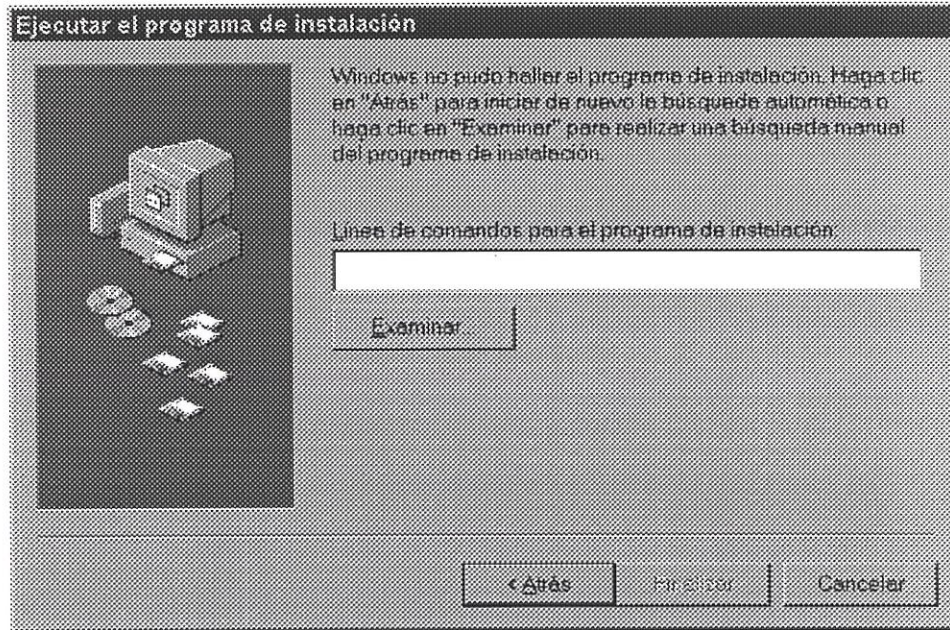 Ejecutar el programa de instalación
Windows no pudo hallar el programa de instalación. Haga clic
en "Atrás" para iniciar de nuevo la búsqueda automática o
haga clic en "Examinar" para realizar una búsqueda manual
del programa de instalación.
Línea de comandos para el programa de instalación:
Examinar...
< Atrás
Finalizar
Cancelar